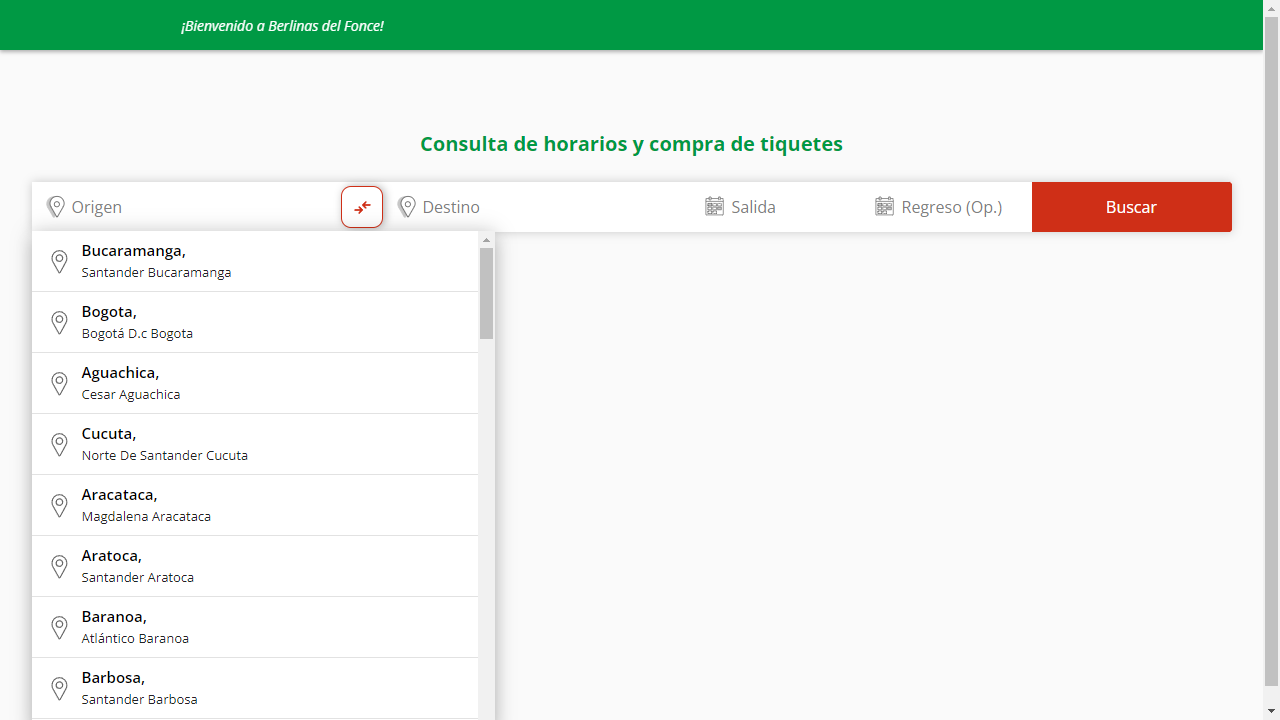 ¡Bienvenido a Berlinas del Fonce!
Consulta de horarios y compra de tiquetes
Origen
Destino
Salida
Regreso (Op.)
Buscar
Bucaramanga,
Santander Bucaramanga
Bogota,
Bogotá D.c Bogota
Aguachica,
Cesar Aguachica
Cucuta,
Norte De Santander Cucuta
Aracataca,
Magdalena Aracataca
Aratoca,
Santander Aratoca
Baranoa,
Atlántico Baranoa
Barbosa,
Santander Barbosa